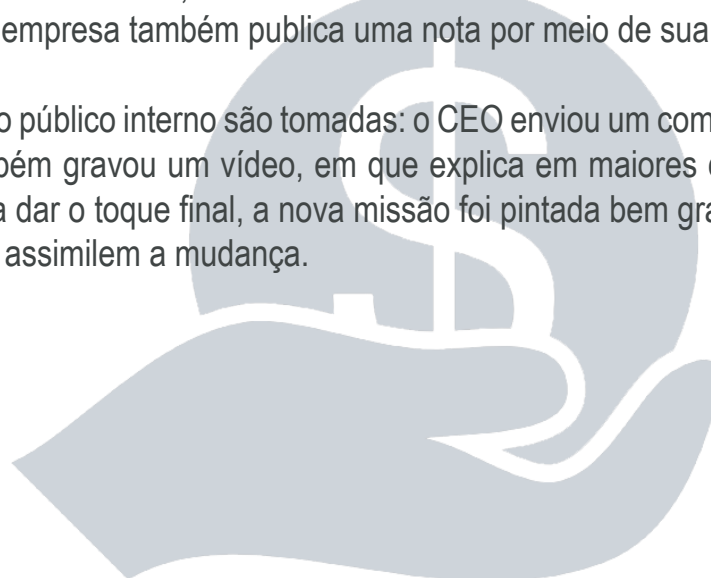 empresa também publica uma nota por meio de sua
o público interno são tomadas: o CEO enviou um com
bém gravou um vídeo, em que explica em maiores
a dar o toque final, a nova missão foi pintada bem gra
assimilem a mudança.